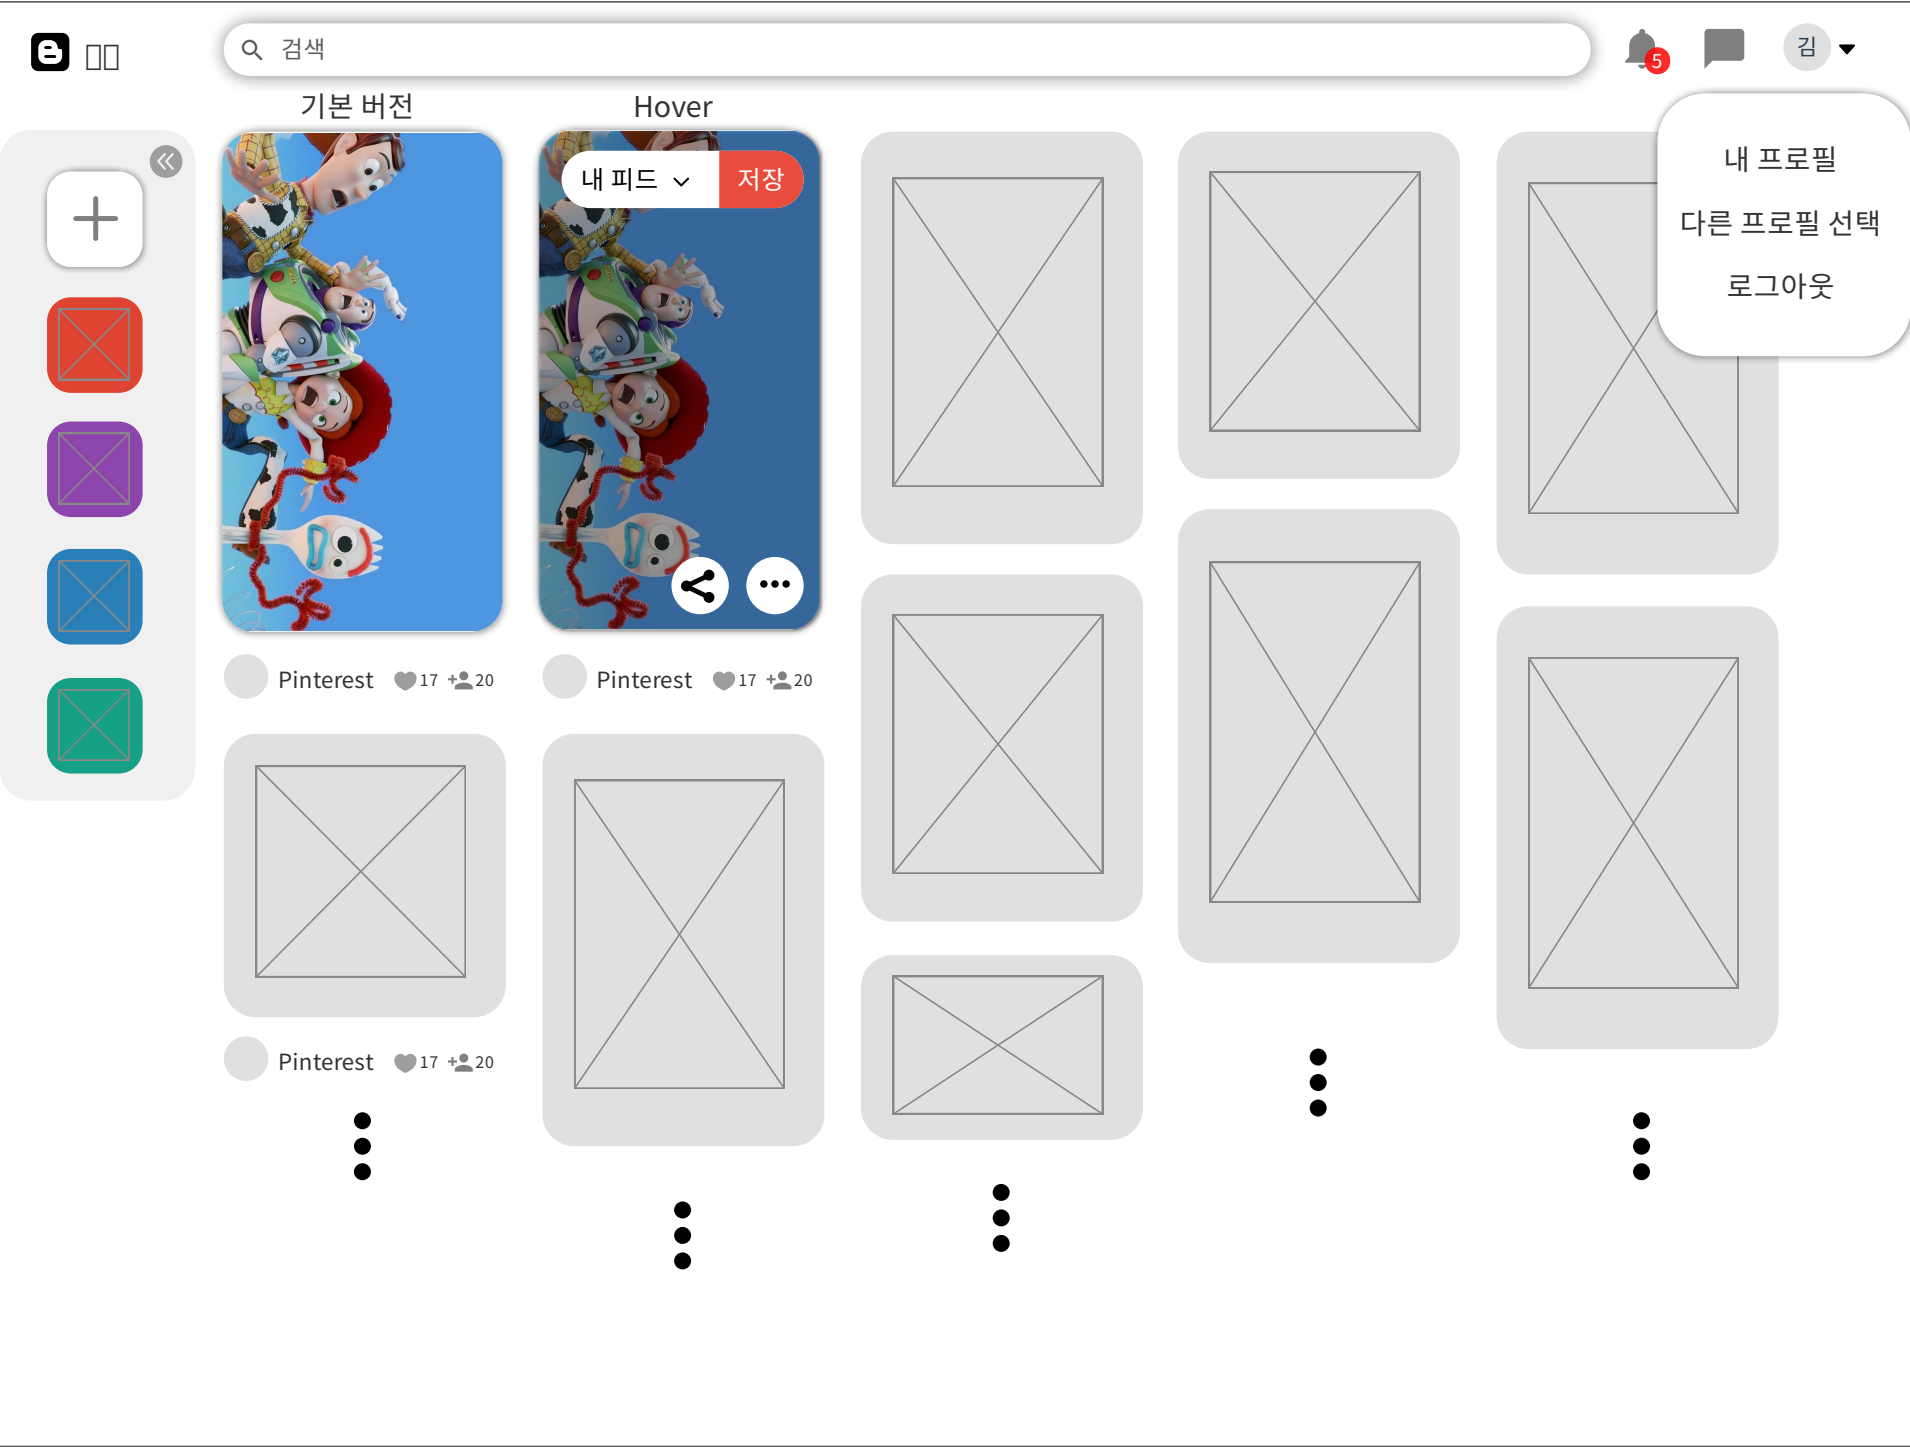 검색
5
김
기본 버전
Hover
내 프로필
다른 프로필 선택
로그아웃
내 피드
저장
Pinterest 17 20
Pinterest 17 20
Pinterest 17 20